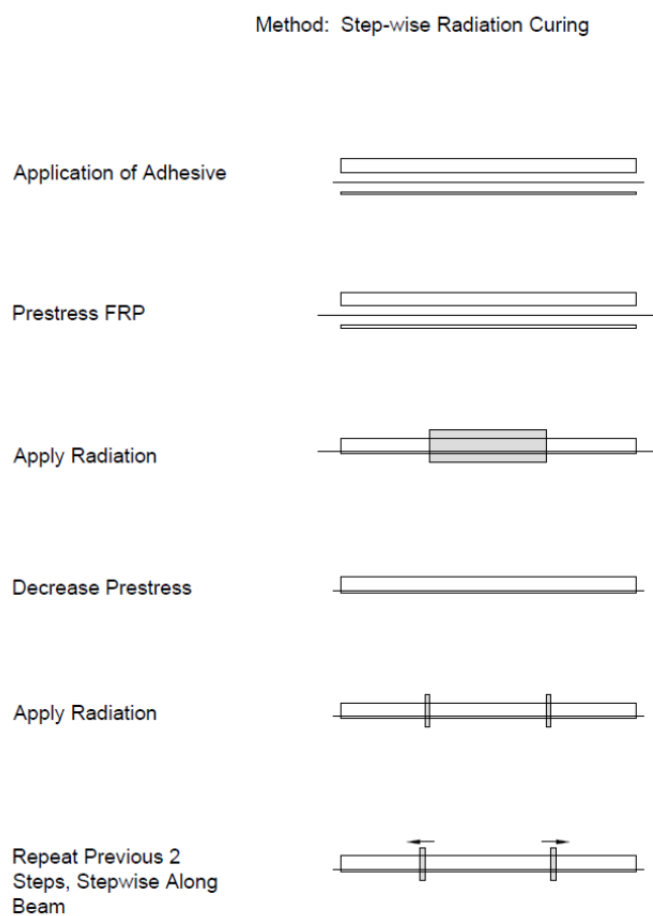 Method: Step-wise Radiation Curing
Application of Adhesive
Prestress FRP
Apply Radiation
Decrease Prestress
Apply Radiation
Repeat Previous 2
Steps, Stepwise Along
Beam